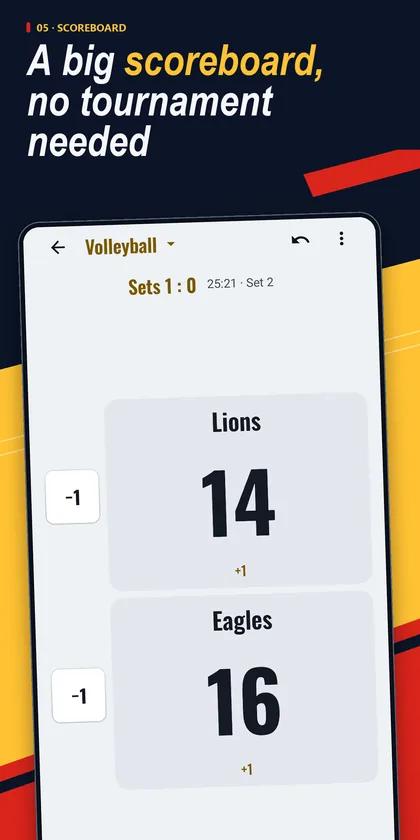 05 · SCOREBOARD
A big scoreboard,
no tournament
needed
Volleyball
Sets 1 : 0 25:21 · Set 2
Lions
-1
14
+1
Eagles
-1
16
+1